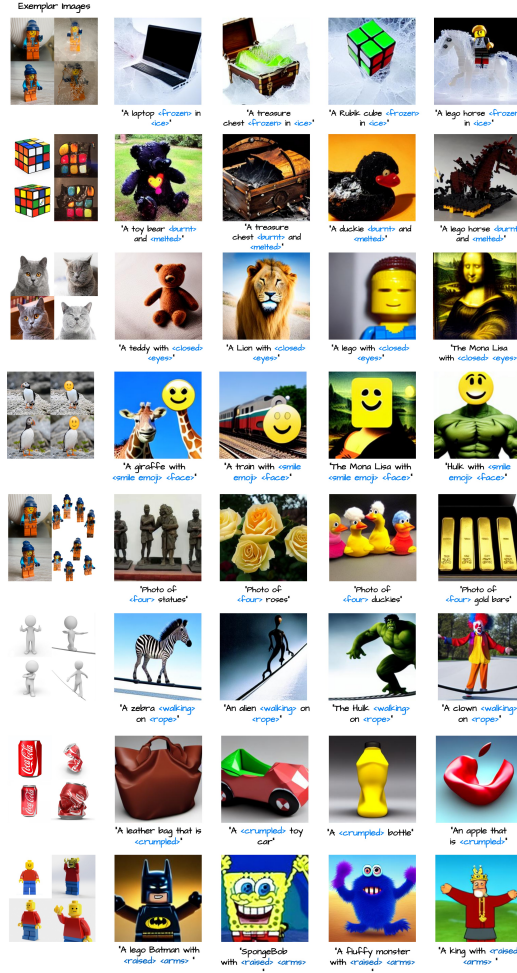 Exemplar Images
"A laptop <frozen> in
<ice>"
"A treasure
chest <frozen> in <ice>"
"A Rubik cube <frozen>
in <ice>"
"A lego horse <frozen>
in <ice>"
"A toy bear <burnt>
and <melted>"
"A treasure
chest <burnt> and
<melted>"
"A duckie <burnt> and
<melted>"
"A lego horse <burnt>
and <melted>"
"A teddy with <closed>
<eyes>"
"A Lion with <closed>
<eyes>"
"A lego with <closed>
<eyes>"
"The Mona Lisa
with <closed> <eyes>"
"A giraffe with
<smile emoji> <face>"
"A train with <smile
emoji> <face>"
"The Mona Lisa with
<smile emoji> <face>"
"Hulk with <smile
emoji> <face>"
"Photo of
<four> statues"
"Photo of
<four> roses"
"Photo of
<four> duckies"
"Photo of
<four> gold bars"
"A zebra <walking>
on <rope>"
"An alien <walking> on
<rope>"
"The Hulk <walking>
on <rope>"
"A clown <walking>
on <rope>"
Coca-Cola
Coca-Cola
"A leather bag that is
<crumpled>"
"A <crumpled> toy
car"
"A <crumpled> bottle"
"An apple that
is <crumpled>"
"A lego Batman with
<raised> <arms> "
"SpongeBob
with <raised> <arms>
"
"A fluffy monster
with <raised> <arms>
"
"A king with <raised>
<arms> "